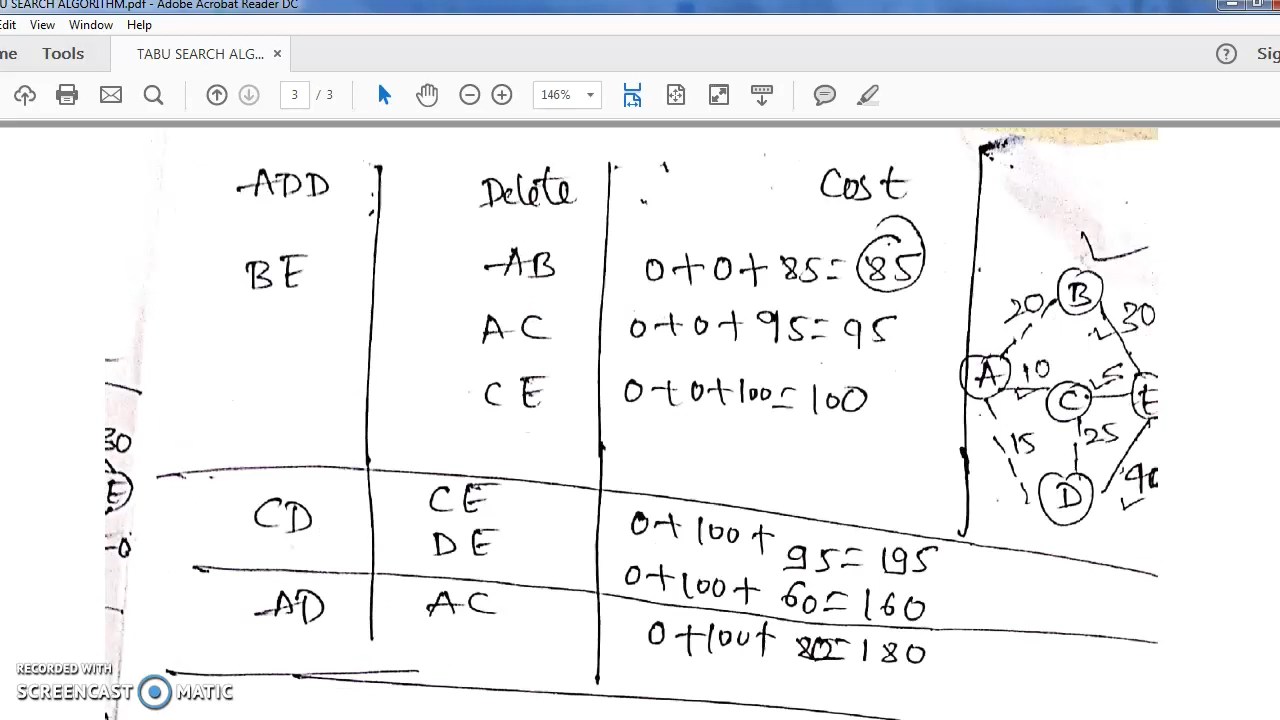 U SEARCH ALGORITHM.pdf - Adobe Acrobat Reader DC
Edit View Window Help
me Tools TABU SEARCH ALG... × ? Sig
3 / 3 146%
ADD Delete Cost
BE AB 0+0+85=85
AC 0+0+95=95
CE 0+0+100=100
CD CE 0+100+95=195
DE 0+100+60=160
AD AC 0+100+80=180
B
20 30
A 10 C 5 E
15 25 40
D
30
E
RECORDED WITH
SCREENCAST MATIC